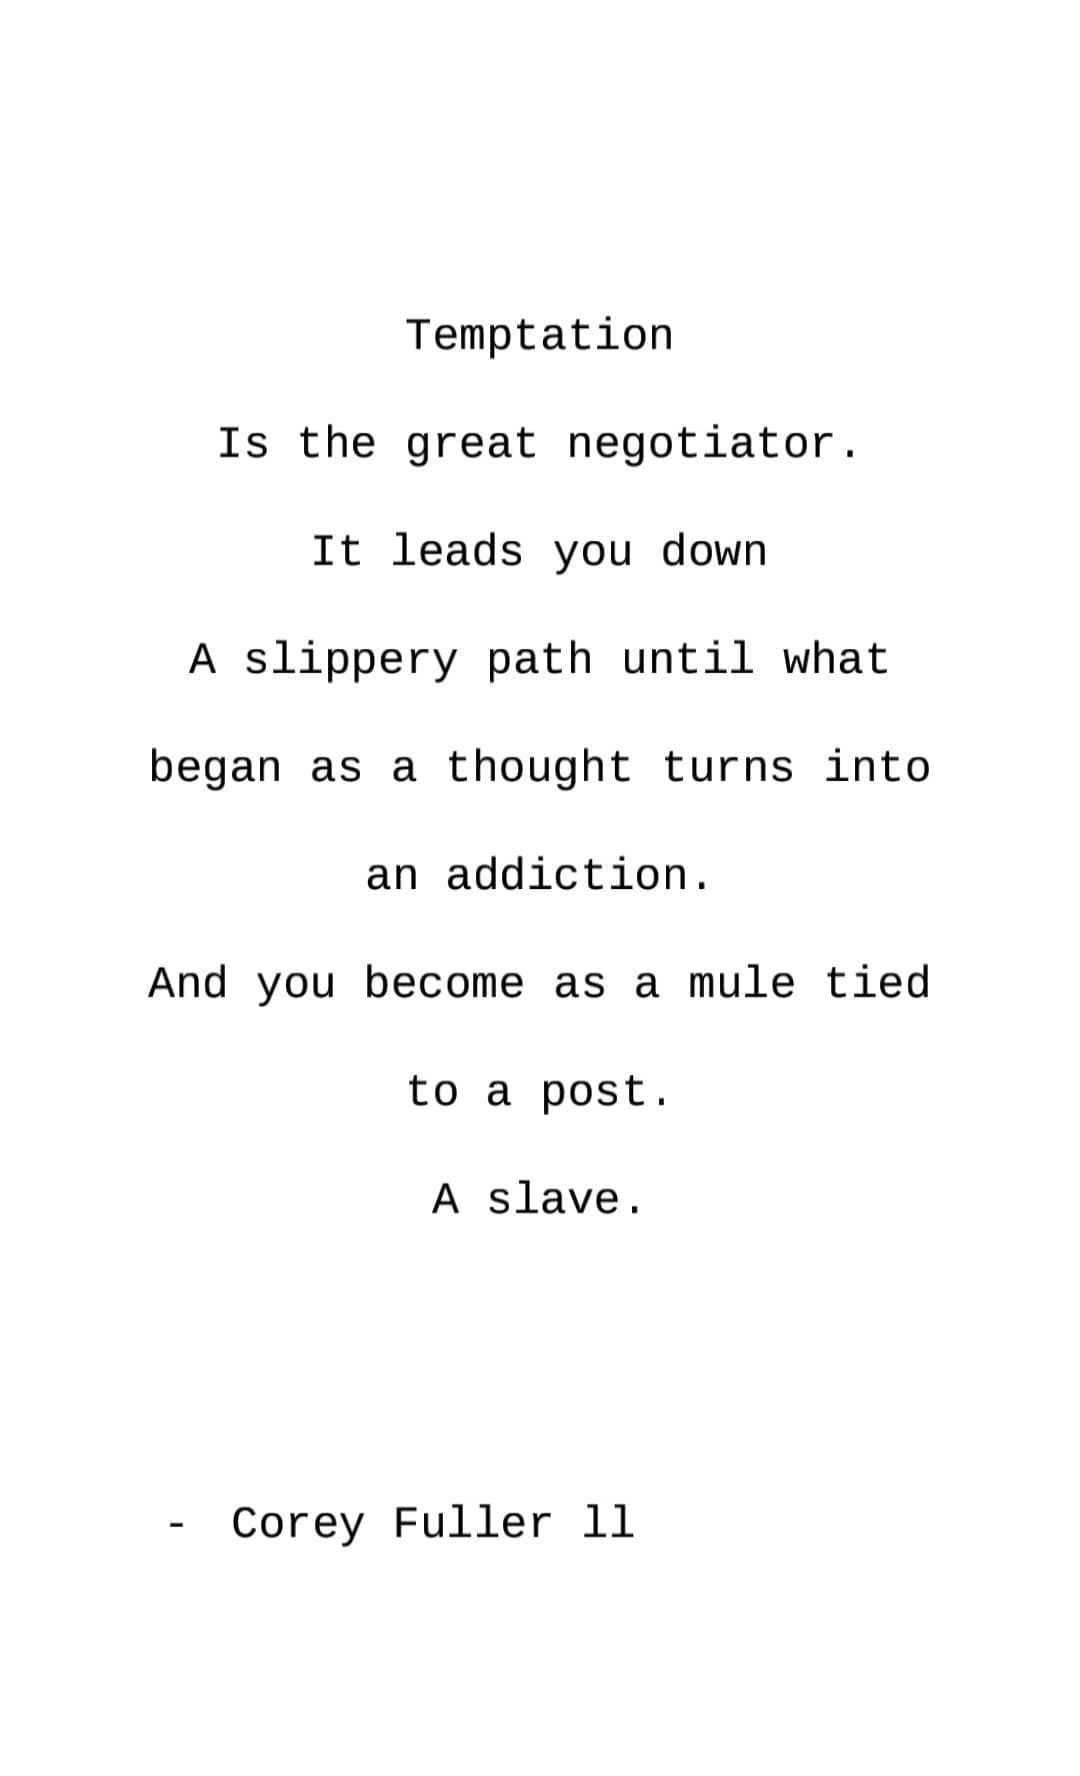 Temptation
Is the great negotiator.
It leads you down
A slippery path until what
began as a thought turns into
an addiction.
And you become as a mule tied
to a post.
A slave.
- Corey Fuller ll